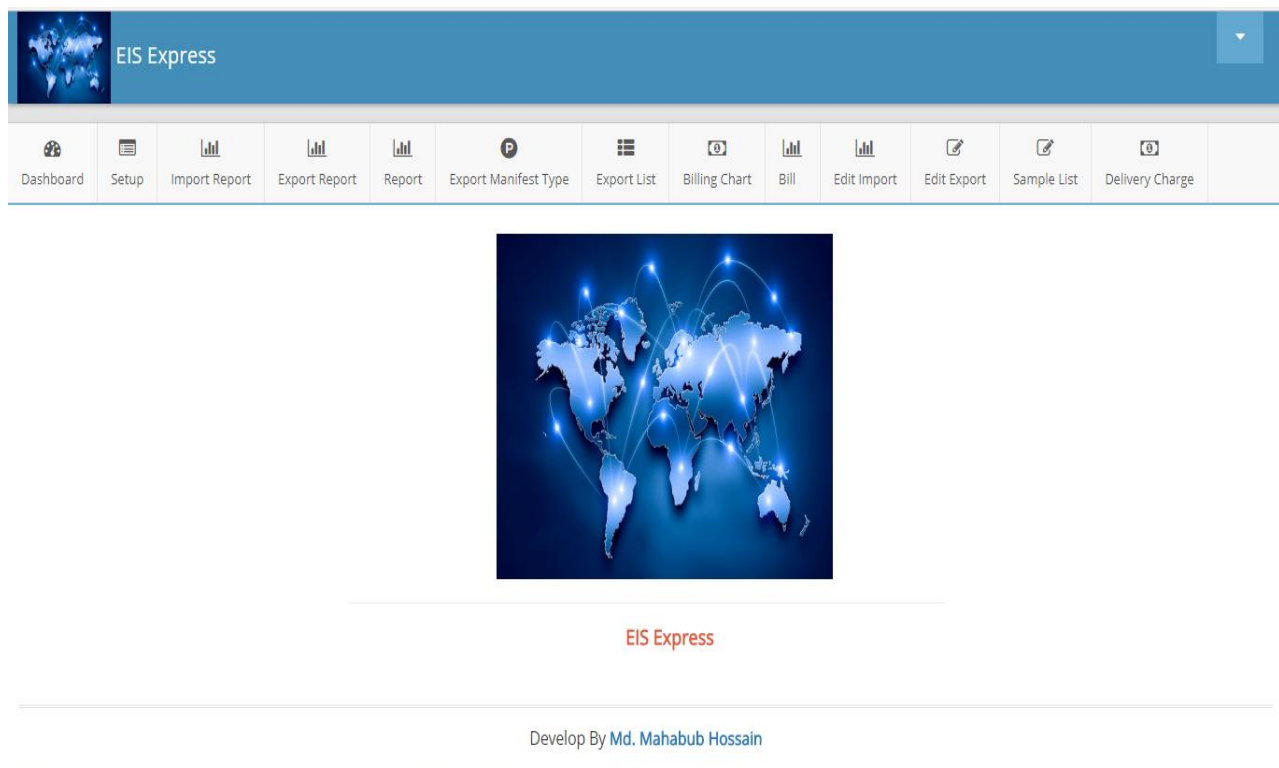 EIS Express
Dashboard Setup Import Report Export Report Report Export Manifest Type Export List Billing Chart Bill Edit Import Edit Export Sample List Delivery Charge
EIS Express
Develop By Md. Mahabub Hossain